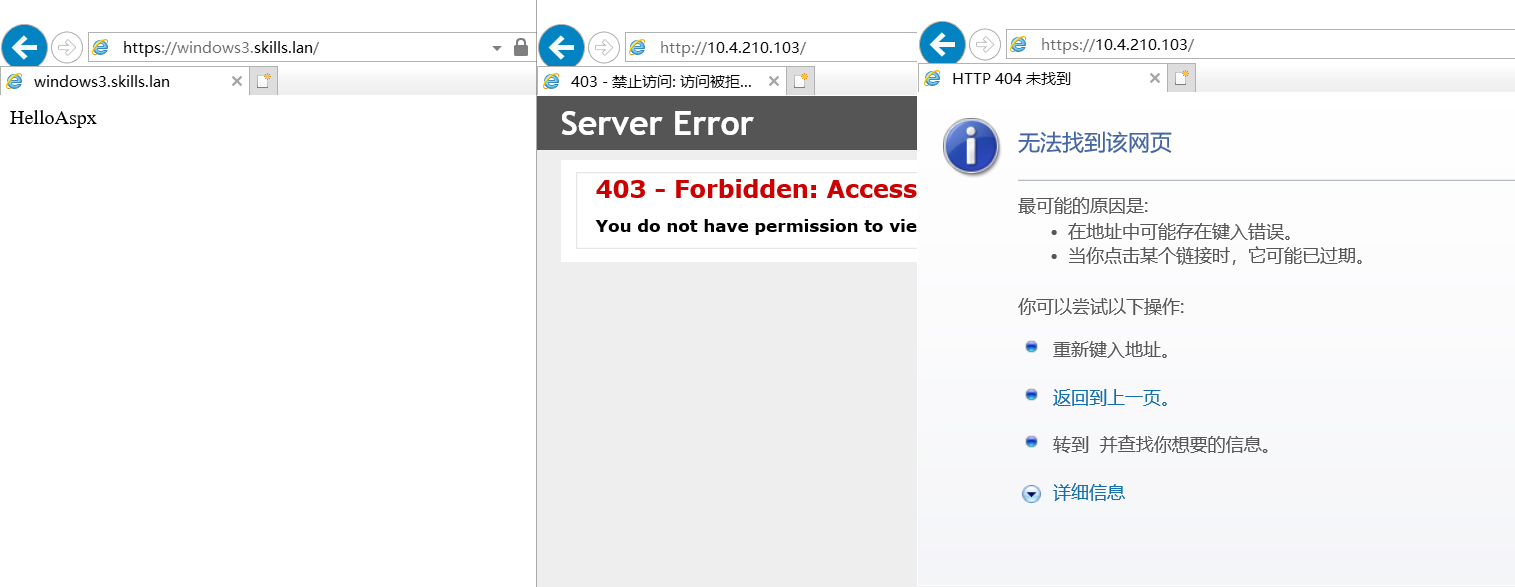 https://windows3.skills.lan/
windows3.skills.lan
HelloAspx
http://10.4.210.103/
403 - 禁止访问: 访问被拒...
Server Error
403 - Forbidden: Access
You do not have permission to vie
https://10.4.210.103/
HTTP 404 未找到
无法找到该网页
最可能的原因是:
• 在地址中可能存在键入错误。
• 当你点击某个链接时，它可能已过期。
你可以尝试以下操作:
重新键入地址。
返回到上一页。
转到 并查找你想要的信息。
详细信息